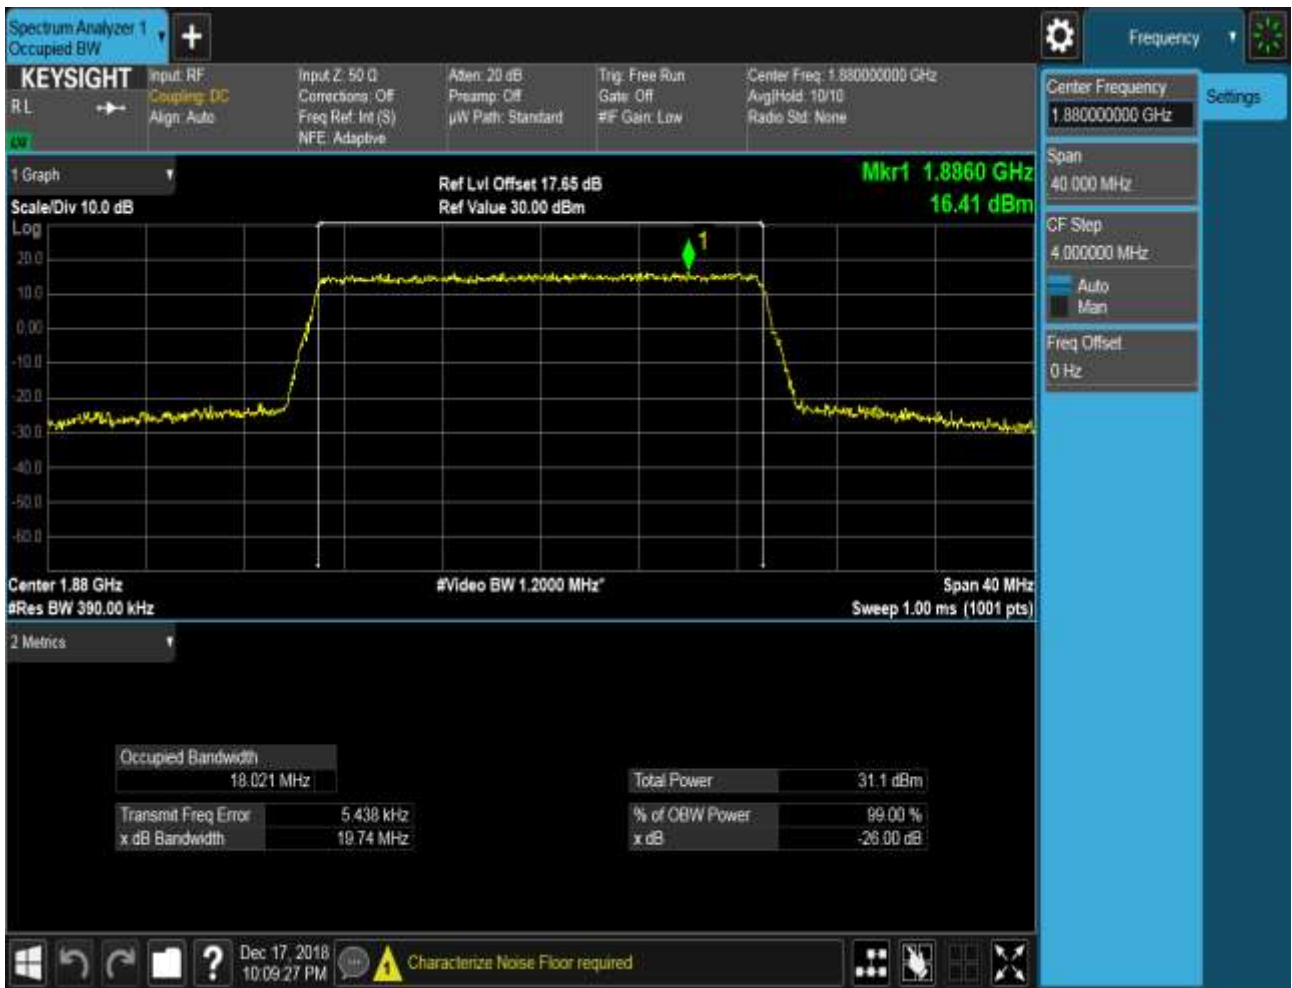 Spectrum Analyzer 1
Occupied BW
Frequency
KEYSIGHT
R L
Input: RF
Coupling: DC
Align: Auto
Input Z: 50 Ω
Corrections: Off
Freq Ref: Int (S)
NFE: Adaptive
Atten: 20 dB
Preamp: Off
µW Path: Standard
Trig: Free Run
Gate: Off
#IF Gain: Low
Center Freq: 1.880000000 GHz
Avg|Hold: 10/10
Radio Std: None
Center Frequency
1.880000000 GHz
Settings
Span
40.000 MHz
CF Step
4.000000 MHz
Auto
Man
Freq Offset
0 Hz
1 Graph
Scale/Div 10.0 dB
Ref Lvl Offset 17.65 dB
Ref Value 30.00 dBm
Mkr1 1.8860 GHz
16.41 dBm
Log
1
20.0
10.0
0.00
-10.0
-20.0
-30.0
-40.0
-50.0
-60.0
Center 1.88 GHz
#Video BW 1.2000 MHz*
Span 40 MHz
#Res BW 390.00 kHz
Sweep 1.00 ms (1001 pts)
2 Metrics
Occupied Bandwidth
18.021 MHz
Total Power 31.1 dBm
Transmit Freq Error 5.438 kHz
% of OBW Power 99.00 %
x dB Bandwidth 19.74 MHz
x dB -26.00 dB
?
Dec 17, 2018
10:09:27 PM
1
Characterize Noise Floor required